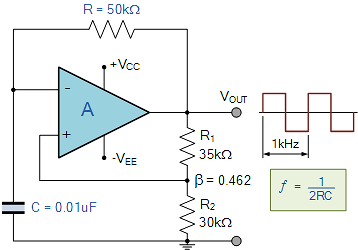 R = 50kΩ
+VCC
-
A
VOUT
+
R1
35kΩ
1kHz
-VEE
β = 0.462
f = 1/2RC
C = 0.01uF
R2
30kΩ